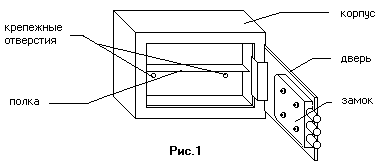 крепежные
отверстия
корпус
дверь
полка
замок
Рис.1